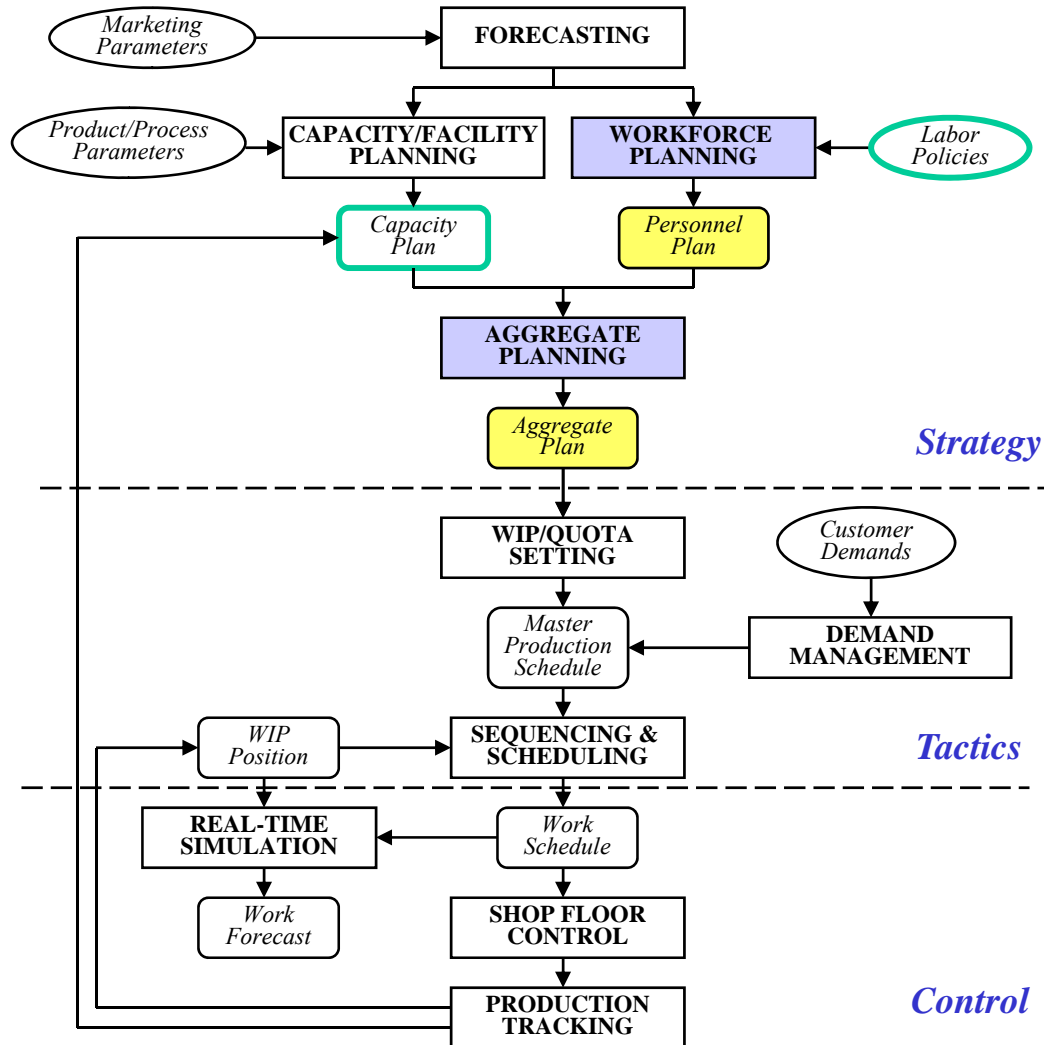 Marketing
Parameters
FORECASTING
Product/Process
Parameters
CAPACITY/FACILITY
PLANNING
WORKFORCE
PLANNING
Labor
Policies
Capacity
Plan
Personnel
Plan
AGGREGATE
PLANNING
Aggregate
Plan
Strategy
WIP/QUOTA
SETTING
Customer
Demands
Master
Production
Schedule
DEMAND
MANAGEMENT
WIP
Position
SEQUENCING &
SCHEDULING
Tactics
REAL-TIME
SIMULATION
Work
Schedule
Work
Forecast
SHOP FLOOR
CONTROL
PRODUCTION
TRACKING
Control